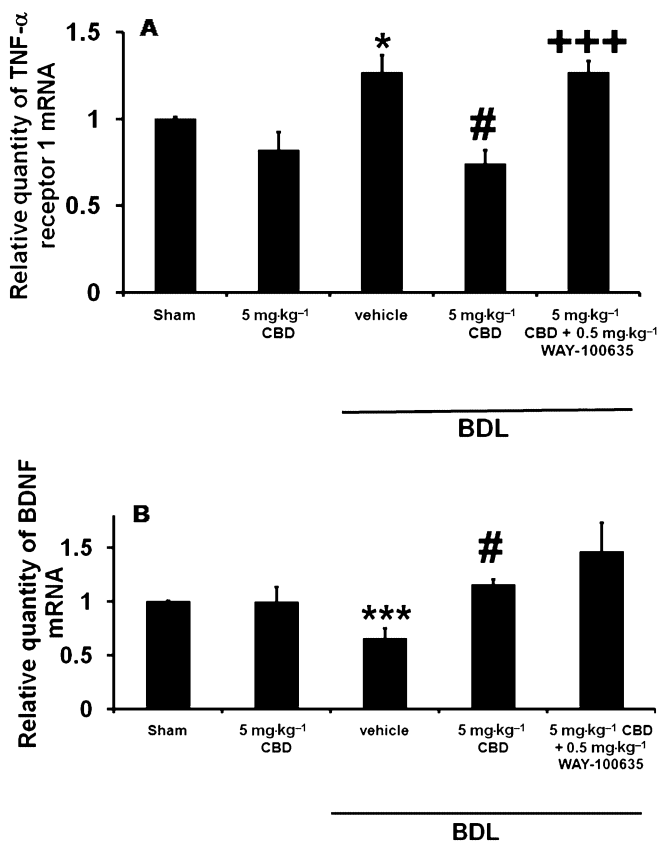 A
Relative quantity of TNF-α
receptor 1 mRNA
1.5
1
0.5
0
*
#
+++
Sham
5 mg·kg⁻¹
CBD
vehicle
5 mg·kg⁻¹
CBD
5 mg·kg⁻¹
CBD + 0.5 mg·kg⁻¹
WAY-100635
BDL
B
Relative quantity of BDNF
mRNA
1.5
1
0.5
0
***
#
Sham
5 mg·kg⁻¹
CBD
vehicle
5 mg·kg⁻¹
CBD
5 mg·kg⁻¹ CBD
+ 0.5 mg·kg⁻¹
WAY-100635
BDL